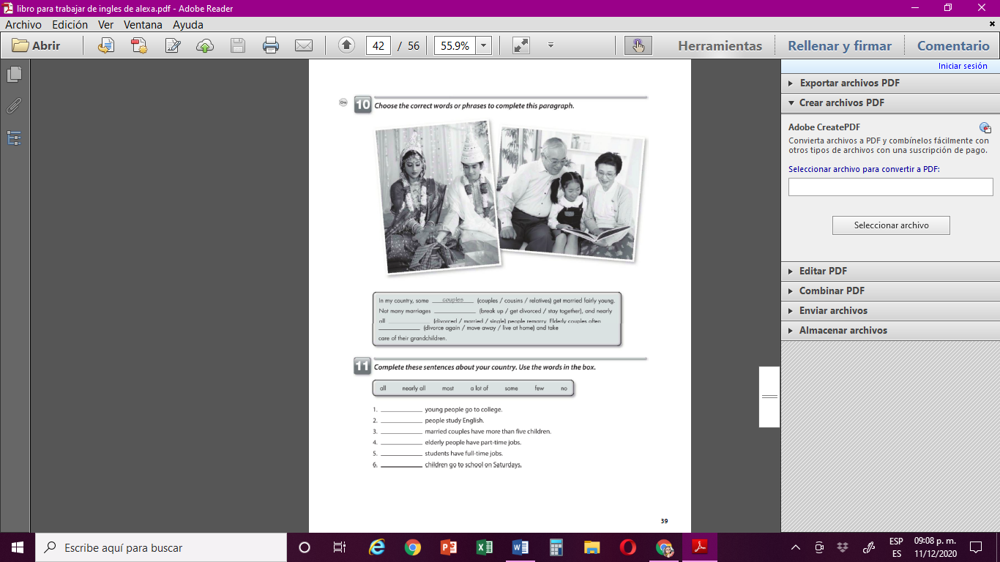 libro para trabajar de ingles de alexa.pdf - Adobe Reader
Archivo Edición Ver Ventana Ayuda
Abrir
42 / 56
55.9%
Herramientas
Rellenar y firmar
Comentario
Iniciar sesión
Exportar archivos PDF
Crear archivos PDF
Adobe CreatePDF
Convierta archivos a PDF y combínelos fácilmente con
otros tipos de archivos con una suscripción de pago.
Seleccionar archivo para convertir a PDF:
Seleccionar archivo
Editar PDF
Combinar PDF
Enviar archivos
Almacenar archivos
10 Choose the correct words or phrases to complete this paragraph.
In my country, some couples (couples / cousins / relatives) get married fairly young.
Not many marriages ____________ (break up / get divorced / stay together), and nearly
all ____________ (divorced / married / single) people remarry. Elderly couples often
____________ (divorce again / move away / live at home) and take
care of their grandchildren.
11 Complete these sentences about your country. Use the words in the box.
all nearly all most a lot of some few no
1. ____________ young people go to college.
2. ____________ people study English.
3. ____________ married couples have more than five children.
4. ____________ elderly people have part-time jobs.
5. ____________ students have full-time jobs.
6. ____________ children go to school on Saturdays.
39
Escribe aquí para buscar
ESP
ES
09:08 p. m.
11/12/2020